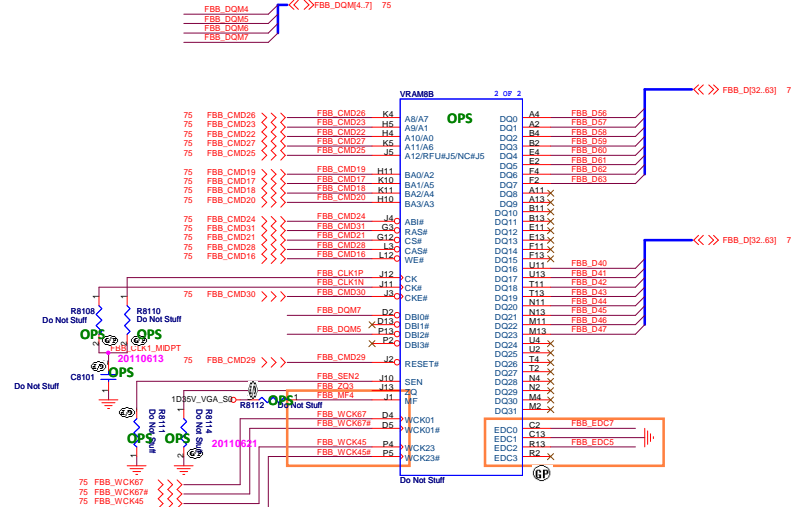 FBB_DQM4
FBB_DQM5
FBB_DQM6
FBB_DQM7
FBB_DQM[4..7] 75
VRAM8B
2 OF 2
OPS
75 FBB_CMD26 FBB_CMD26 K4 A8/A7
75 FBB_CMD23 FBB_CMD23 H5 A9/A1
75 FBB_CMD22 FBB_CMD22 H4 A10/A0
75 FBB_CMD27 FBB_CMD27 K5 A11/A6
75 FBB_CMD25 FBB_CMD25 J5 A12/RFU#J5/NC#J5
75 FBB_CMD19 FBB_CMD19 H11 BA0/A2
75 FBB_CMD17 FBB_CMD17 K10 BA1/A5
75 FBB_CMD18 FBB_CMD18 K11 BA2/A4
75 FBB_CMD20 FBB_CMD20 H10 BA3/A3
75 FBB_CMD24 FBB_CMD24 J4 ABI#
75 FBB_CMD31 FBB_CMD31 G3 RAS#
75 FBB_CMD21 FBB_CMD21 G12 CS#
75 FBB_CMD28 FBB_CMD28 L3 CAS#
75 FBB_CMD16 FBB_CMD16 L12 WE#
FBB_CLK1P J12 CK
FBB_CLK1N J11 CK#
75 FBB_CMD30 FBB_CMD30 J3 CKE#
FBB_DQM7 D2 DBI0#
D13 DBI1#
FBB_DQM5 P13 DBI2#
P2 DBI3#
75 FBB_CMD29 FBB_CMD29 J2 RESET#
FBB_SEN2 J10 SEN
FBB_ZQ3 J13 ZQ
FBB_MF4 J1 MF
FBB_WCK67 D4 WCK01
FBB_WCK67# D5 WCK01#
FBB_WCK45 P4 WCK23
FBB_WCK45# P5 WCK23#
DQ0 A4 FBB_D56
DQ1 A2 FBB_D57
DQ2 B4 FBB_D58
DQ3 B2 FBB_D59
DQ4 E4 FBB_D60
DQ5 E2 FBB_D61
DQ6 F4 FBB_D62
DQ7 F2 FBB_D63
DQ8 A11
DQ9 A13
DQ10 B11
DQ11 B13
DQ12 E11
DQ13 E13
DQ14 F11
DQ15 F13
DQ16 U11 FBB_D40
DQ17 U13 FBB_D41
DQ18 T11 FBB_D42
DQ19 T13 FBB_D43
DQ20 N11 FBB_D44
DQ21 N13 FBB_D45
DQ22 M11 FBB_D46
DQ23 M13 FBB_D47
DQ24 U4
DQ25 U2
DQ26 T4
DQ27 T2
DQ28 N4
DQ29 N2
DQ30 M4
DQ31 M2
EDC0 C2 FBB_EDC7
EDC1 C13
EDC2 R13 FBB_EDC5
EDC3 R2
FBB_D[32..63] 7
FBB_D[32..63] 7
Do Not Stuff
GP
R8108
Do Not Stuff
OPS
R8110
Do Not Stuff
OPS
FBB_CLK1_MIDPT
20110613
C8101
Do Not Stuff
OPS
1D35V_VGA_S0
R8112
OPS
1
Do Not Stuff
R8111
Do Not Stuff
OPS
R8114
Do Not Stuff
OPS
20110621
75 FBB_WCK67
75 FBB_WCK67#
75 FBB_WCK45